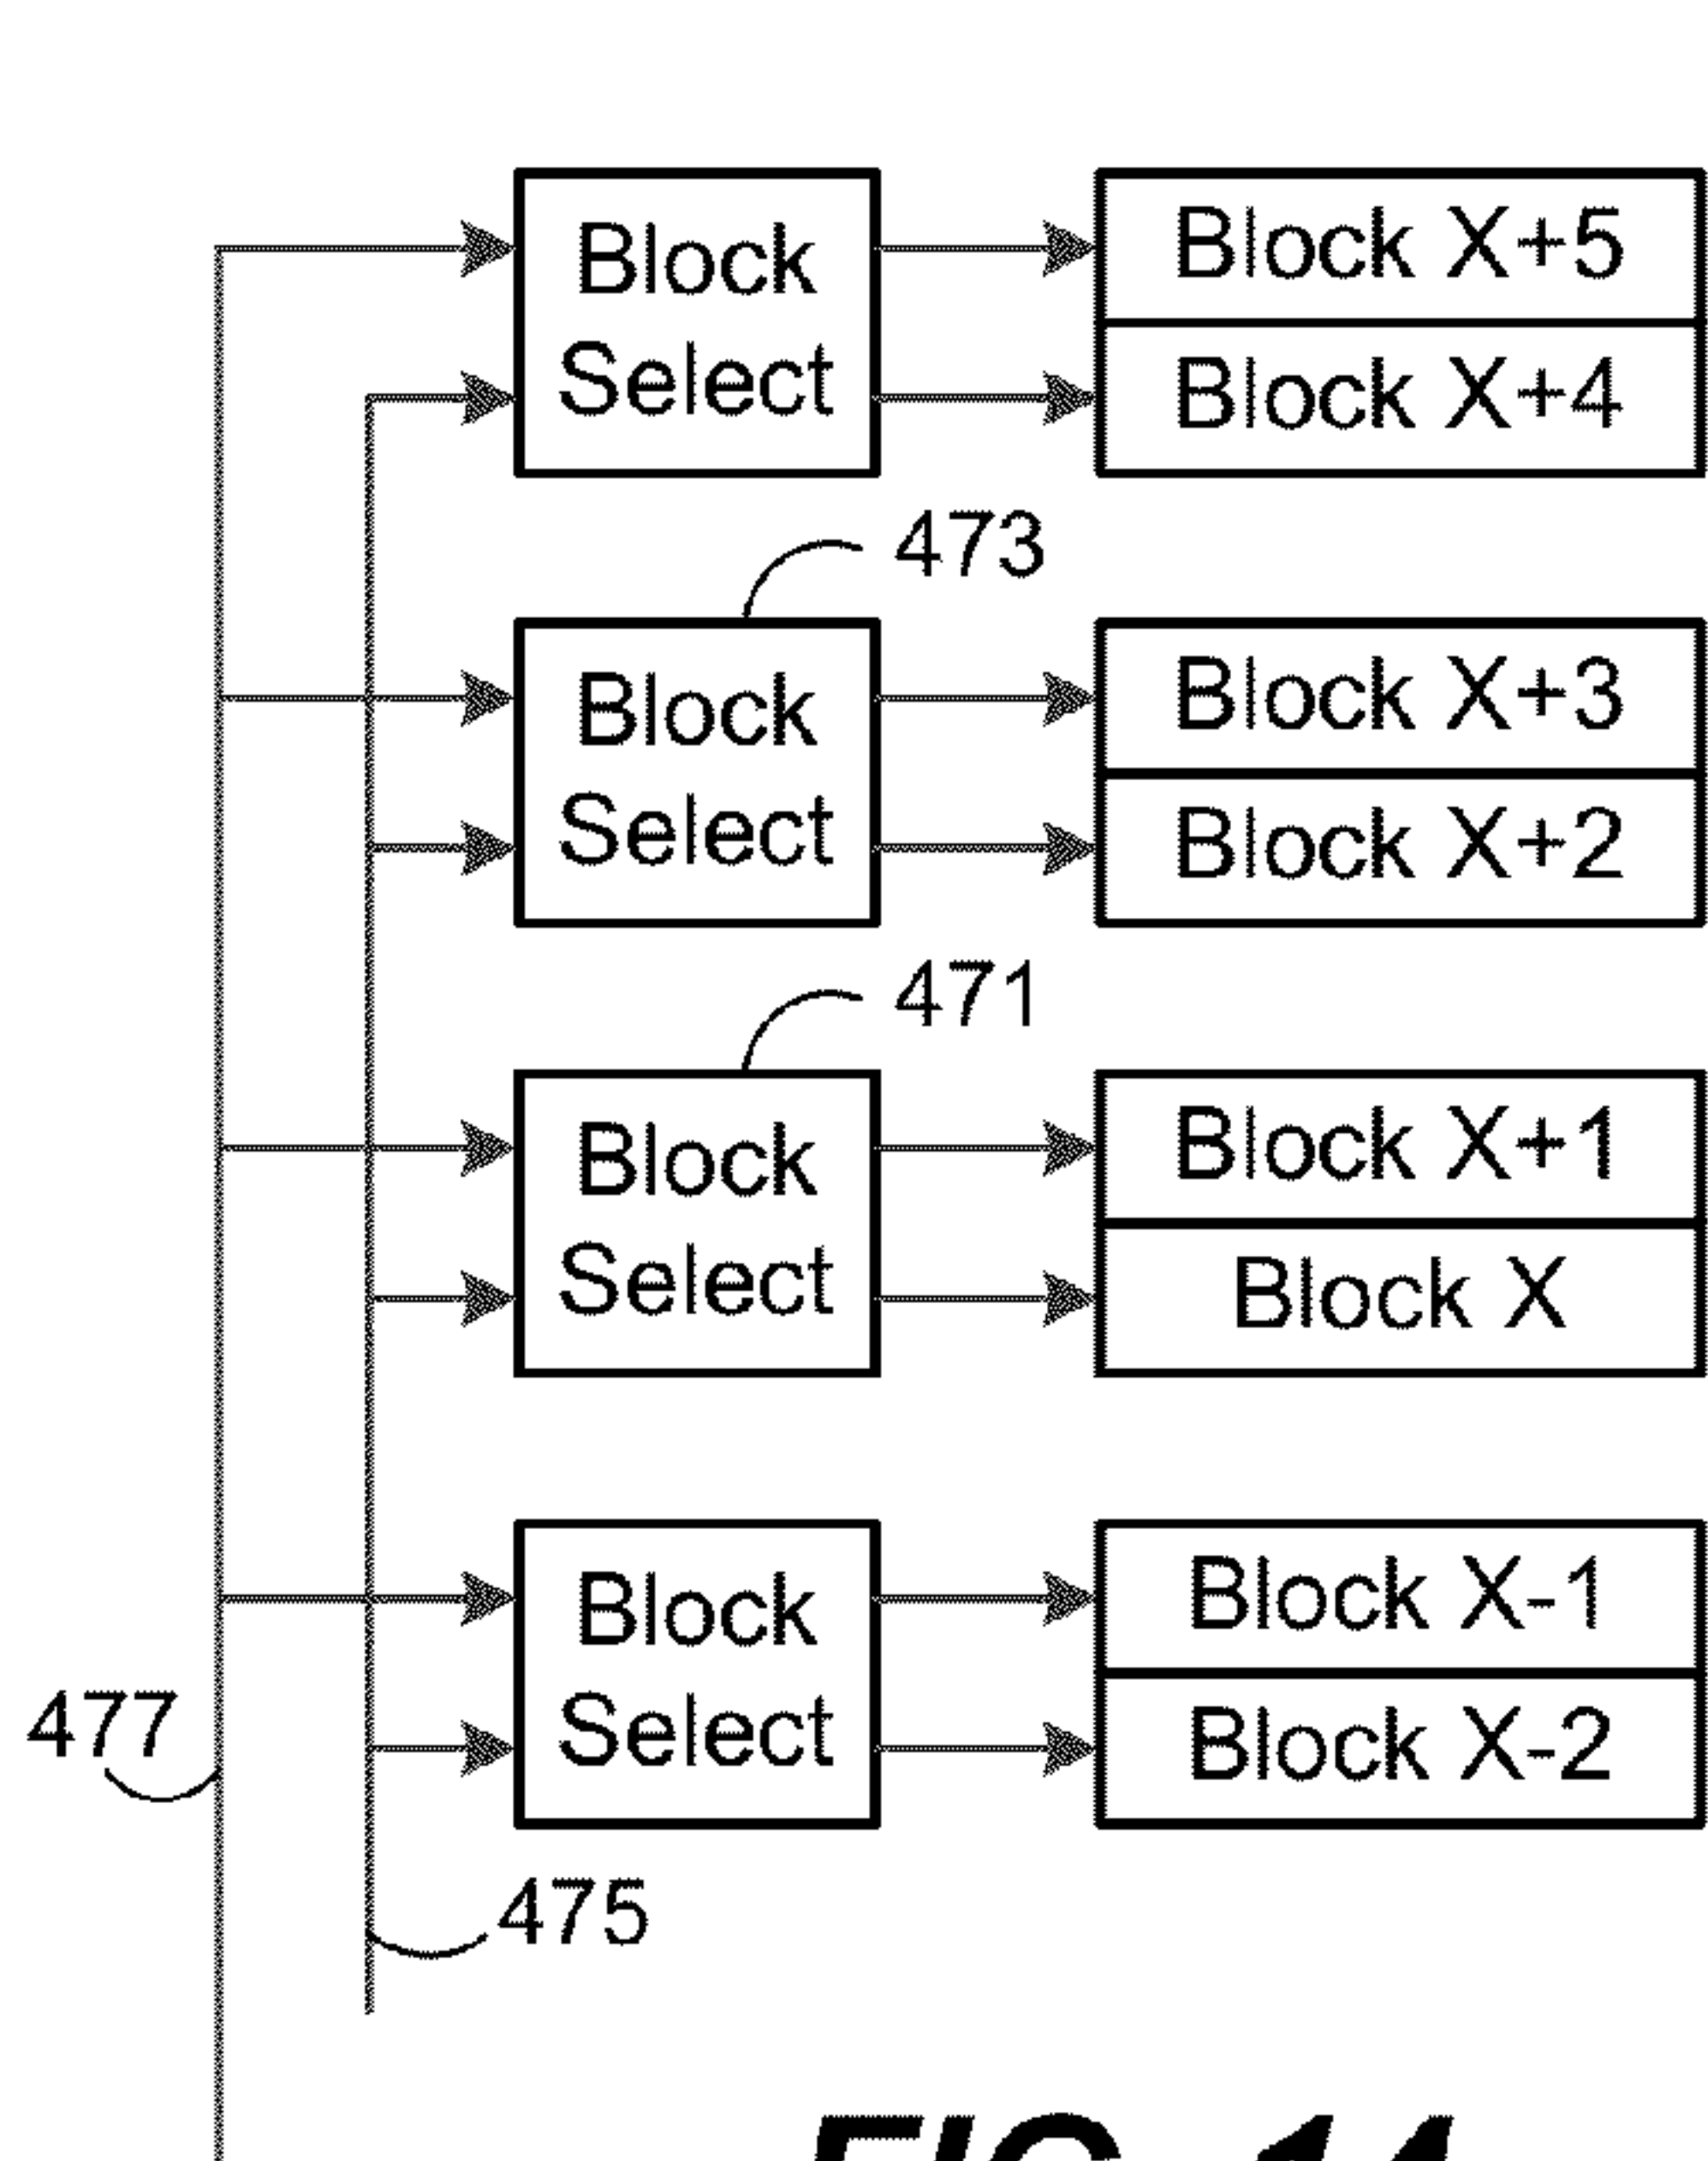 Block
Select
Block X+5
Block X+4
473
Block
Select
Block X+3
Block X+2
471
Block
Select
Block X+1
Block X
Block
Select
Block X-1
Block X-2
477
475